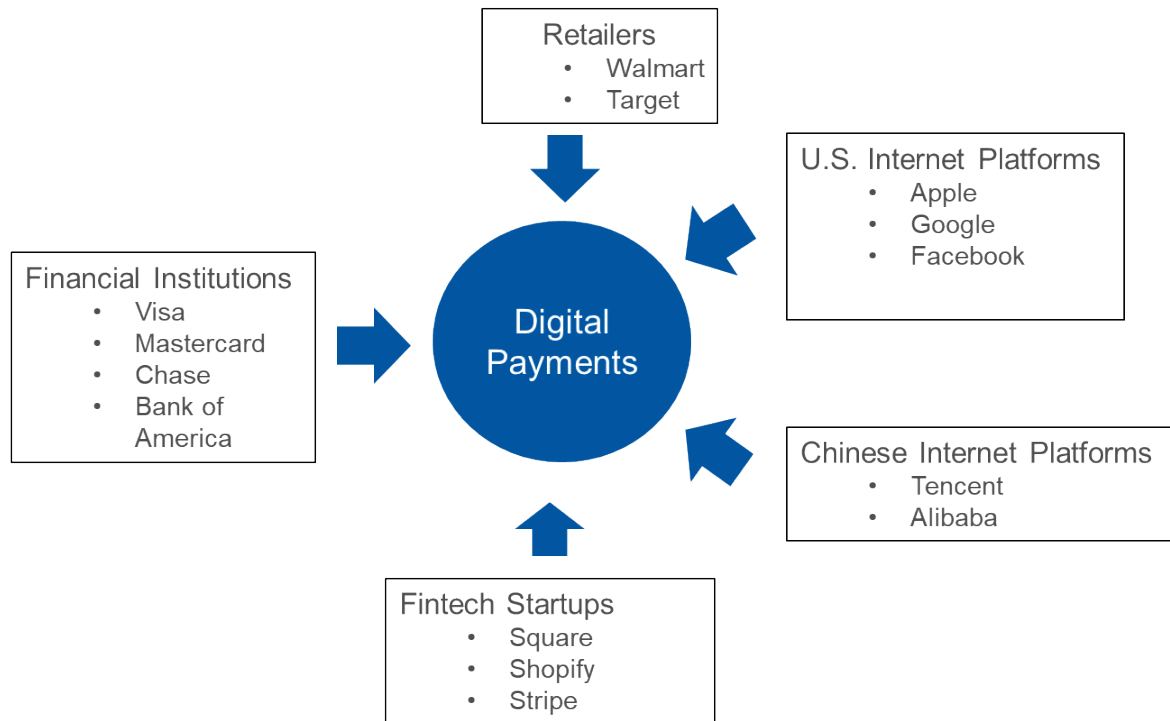 Retailers
• Walmart
• Target
U.S. Internet Platforms
• Apple
• Google
• Facebook
Financial Institutions
• Visa
• Mastercard
• Chase
• Bank of
America
Digital
Payments
Chinese Internet Platforms
• Tencent
• Alibaba
Fintech Startups
• Square
• Shopify
• Stripe